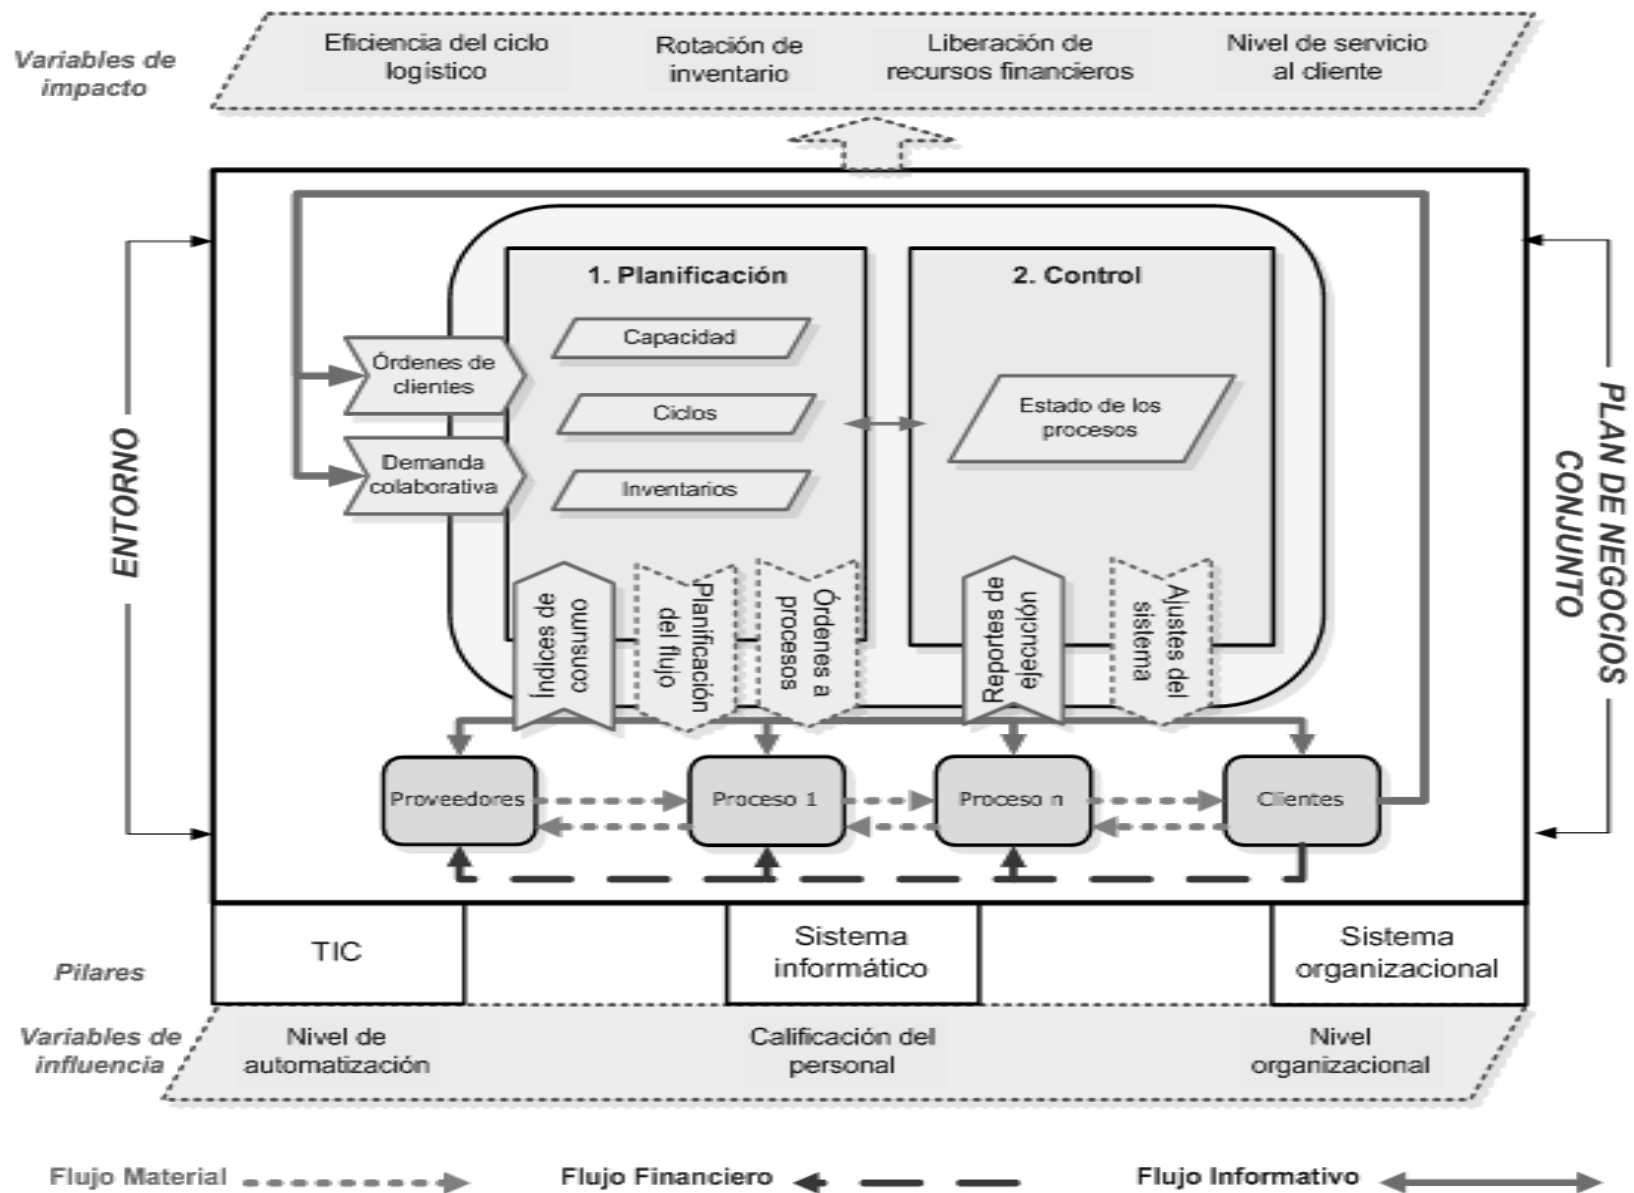 Variables de
impacto
Eficiencia del ciclo
logístico
Rotación de
inventario
Liberación de
recursos financieros
Nivel de servicio
al cliente
ENTORNO
PLAN DE NEGOCIOS
CONJUNTO
1. Planificación
Capacidad
Ciclos
Inventarios
2. Control
Estado de los
procesos
Órdenes de
clientes
Demanda
colaborativa
Índices de
consumo
Planificación
del flujo
Órdenes a
procesos
Reportes de
ejecución
Ajustes del
sistema
Proveedores
Proceso 1
Proceso n
Clientes
Pilares
TIC
Sistema
informático
Sistema
organizacional
Variables de
influencia
Nivel de
automatización
Calificación del
personal
Nivel
organizacional
Flujo Material
Flujo Financiero
Flujo Informativo